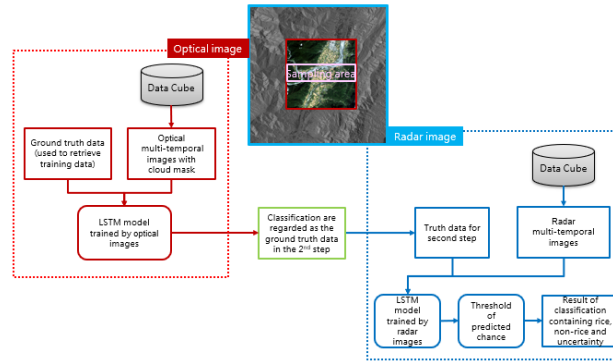 Optical image
Data Cube
Ground truth data
(used to retrieve
training data)
Optical
multi-temporal
images with
cloud mask
LSTM model
trained by optical
images
Sampling area
Radar image
Classification are
regarded as the
ground truth data
in the 2nd step
Data Cube
Truth data for
second step
Radar
multi-temporal
images
LSTM
model
trained by
radar
images
Threshold
of
predicted
chance
Result of
classification
containing rice,
non-rice and
uncertainty